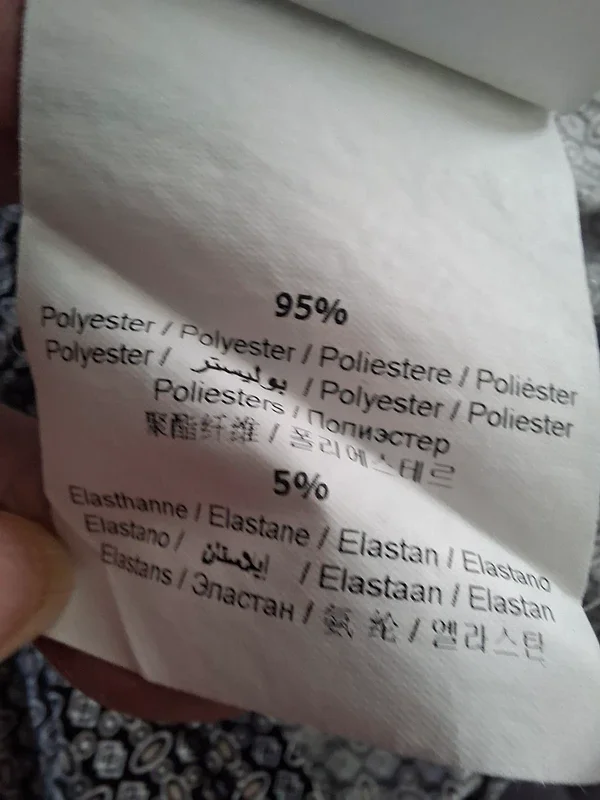 95%
Polyester / Polyester / Poliestere / Poliéster
Polyester / بوليستر / Polyester / Poliester
Poliesters / Полиэстер
聚酯纤维 / 폴리에스테르
5%
Elasthanne / Elastane / Elastan / Elastano
Elastano / إيلاستان / Elastaan / Elastan
Elastans / Эластан / 氨 纶 / 엘라스탄